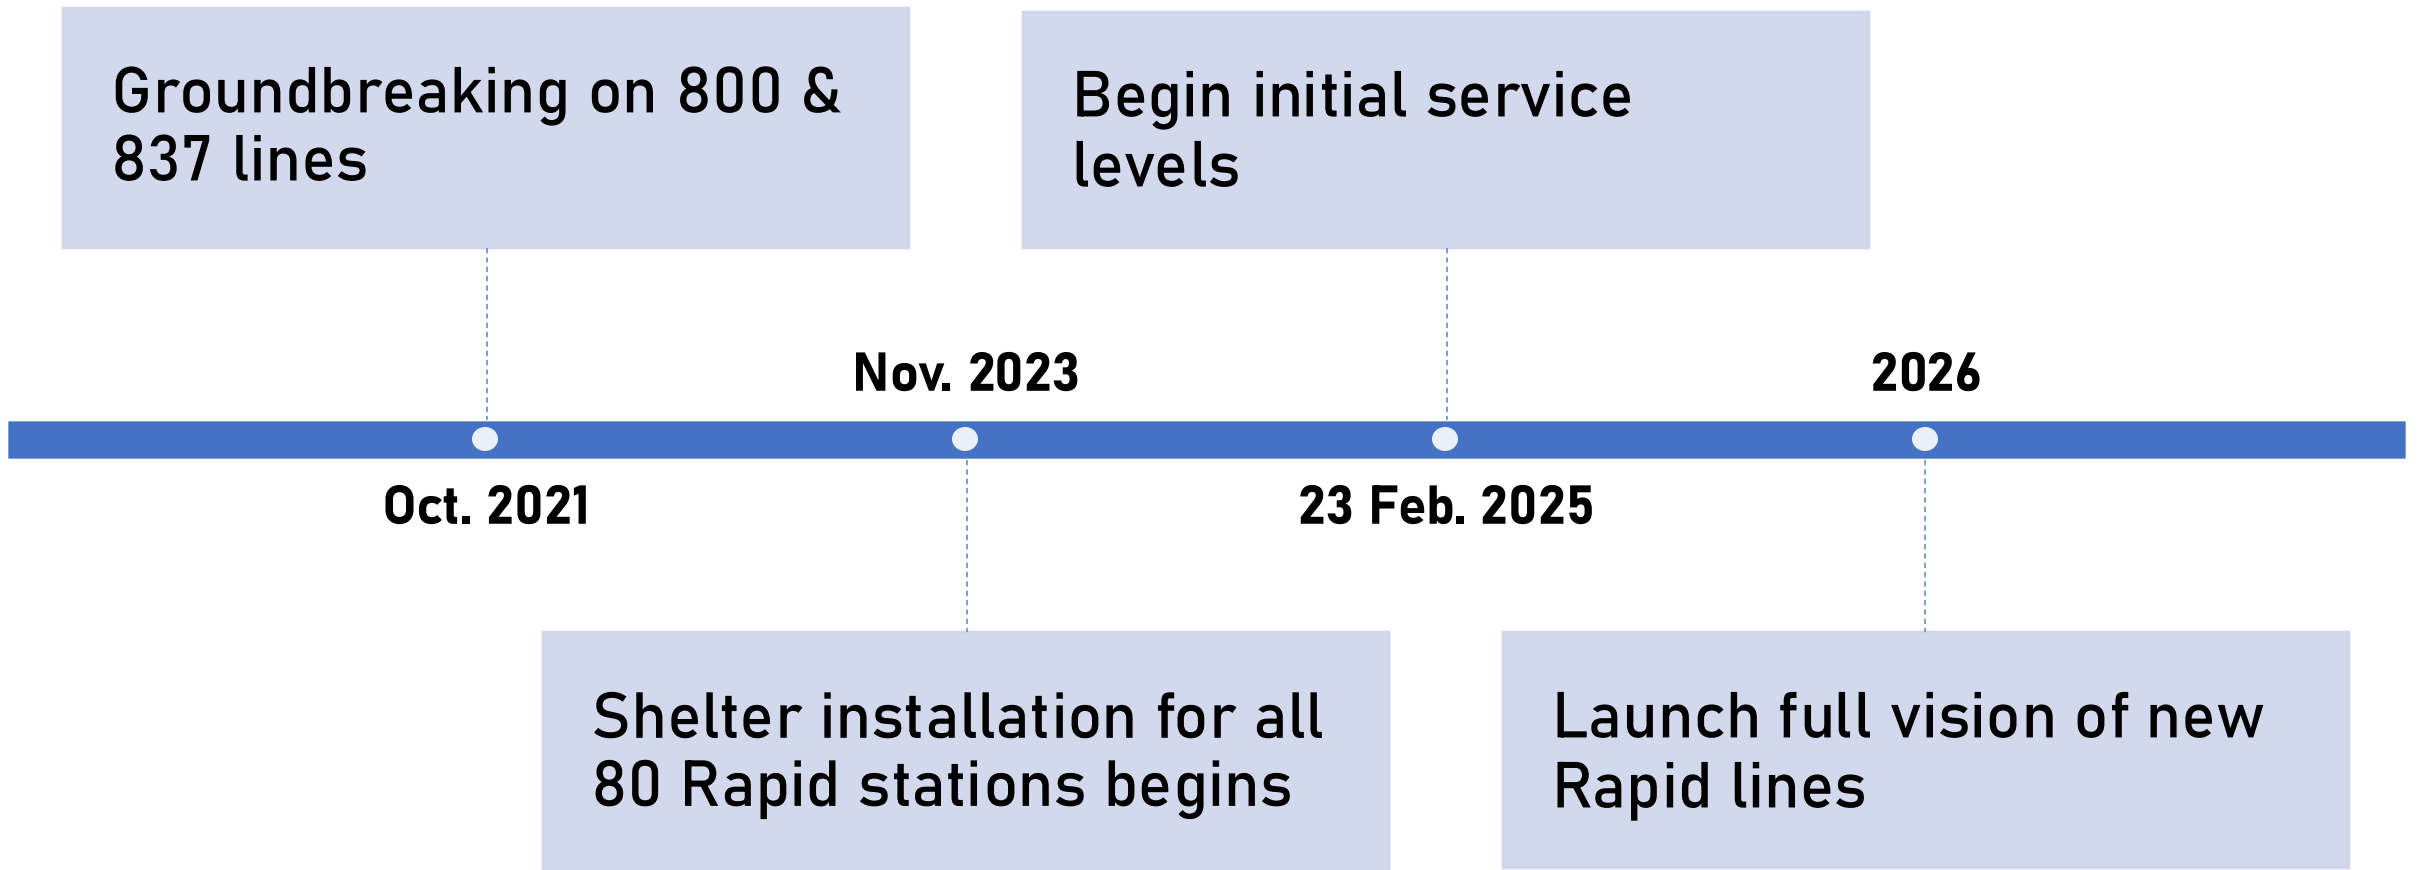 Groundbreaking on 800 &
837 lines
Begin initial service
levels
Nov. 2023
2026
Oct. 2021
23 Feb. 2025
Shelter installation for all
80 Rapid stations begins
Launch full vision of new
Rapid lines